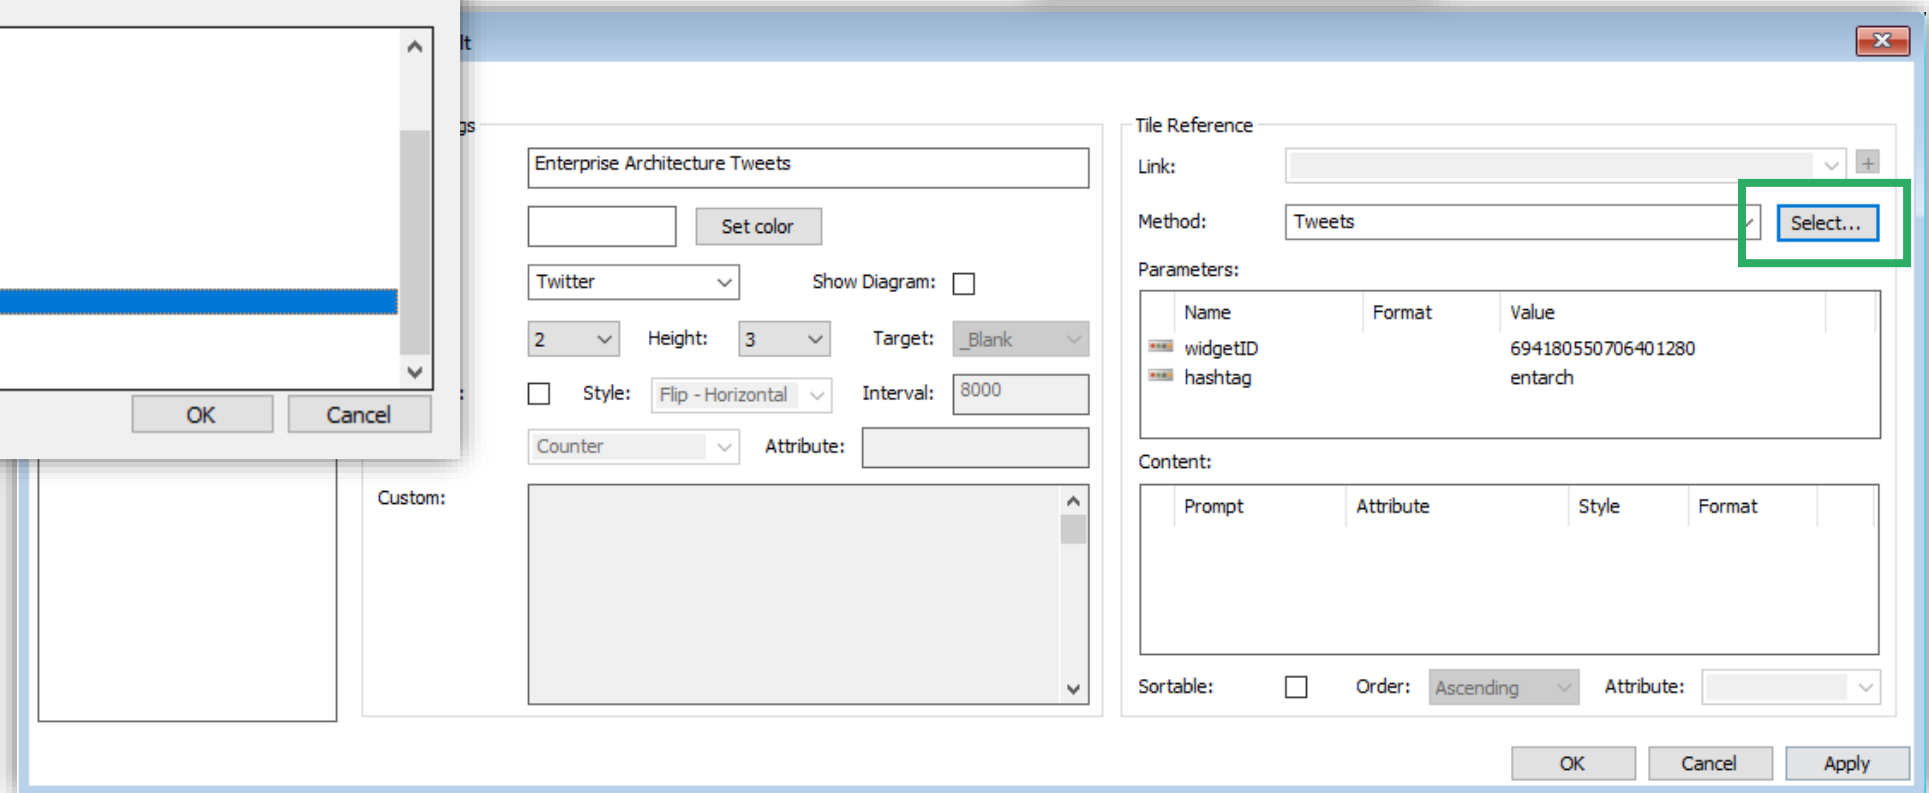 OK Cancel
Enterprise Architecture Tweets
Set color
Twitter Show Diagram:
2 Height: 3 Target: _Blank
Style: Flip - Horizontal Interval: 8000
Counter Attribute:
Custom:
Tile Reference
Link: +
Method: Tweets Select...
Parameters:
Name Format Value
widgetID 694180550706401280
hashtag entarch
Content:
Prompt Attribute Style Format
Sortable: Order: Ascending Attribute:
OK Cancel Apply